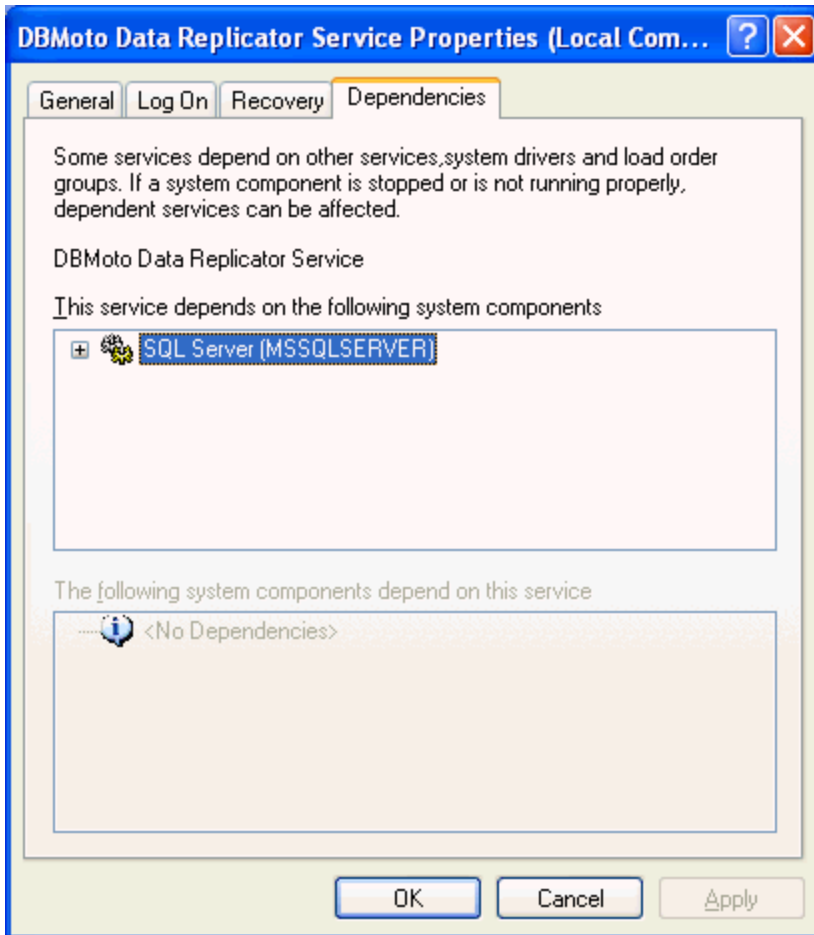 DBMoto Data Replicator Service Properties (Local Com...
General Log On Recovery Dependencies
Some services depend on other services,system drivers and load order
groups. If a system component is stopped or is not running properly,
dependent services can be affected.
DBMoto Data Replicator Service
This service depends on the following system components
SQL Server (MSSQLSERVER)
The following system components depend on this service
<No Dependencies>
OK Cancel Apply